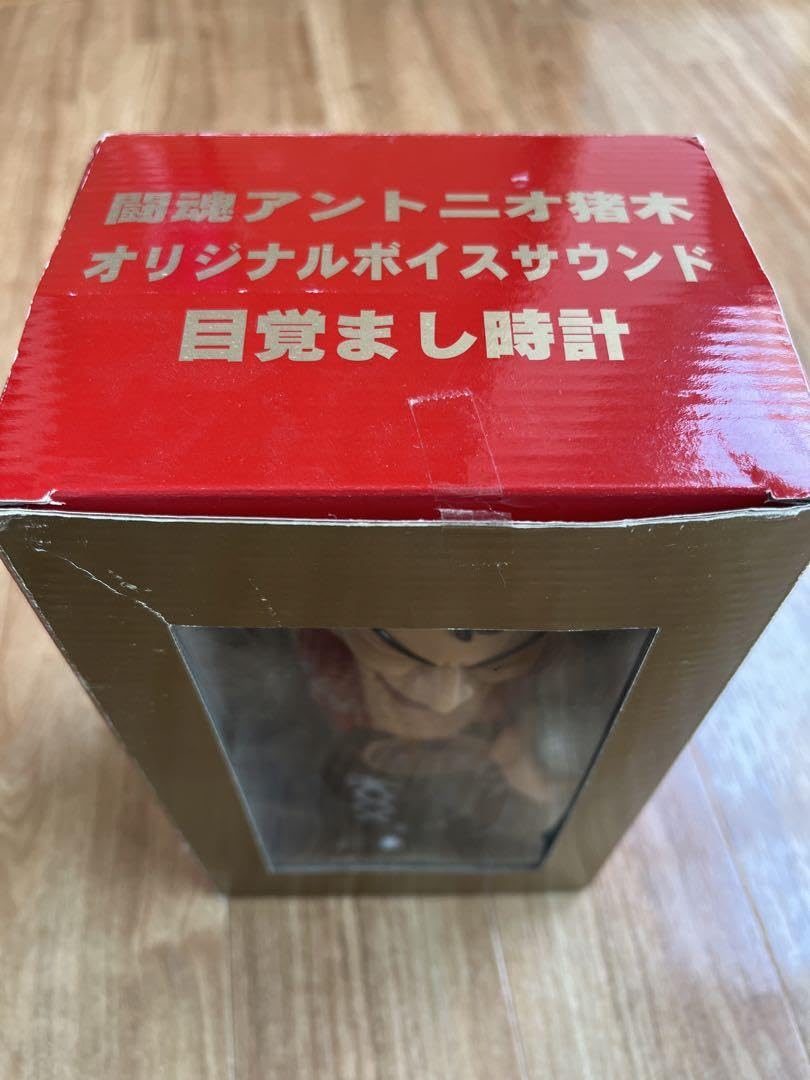 闘魂アントニオ猪木
オリジナルボイスサウンド
目覚まし時計